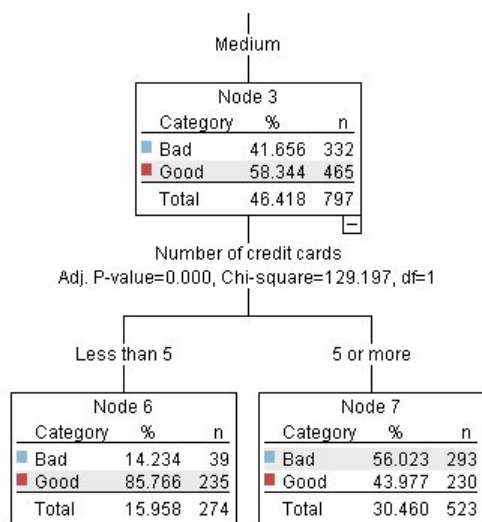 Medium
Node 3
Category % n
Bad 41.656 332
Good 58.344 465
Total 46.418 797
Number of credit cards
Adj. P-value=0.000, Chi-square=129.197, df=1
Less than 5
5 or more
Node 6
Category % n
Bad 14.234 39
Good 85.766 235
Total 15.958 274
Node 7
Category % n
Bad 56.023 293
Good 43.977 230
Total 30.460 523